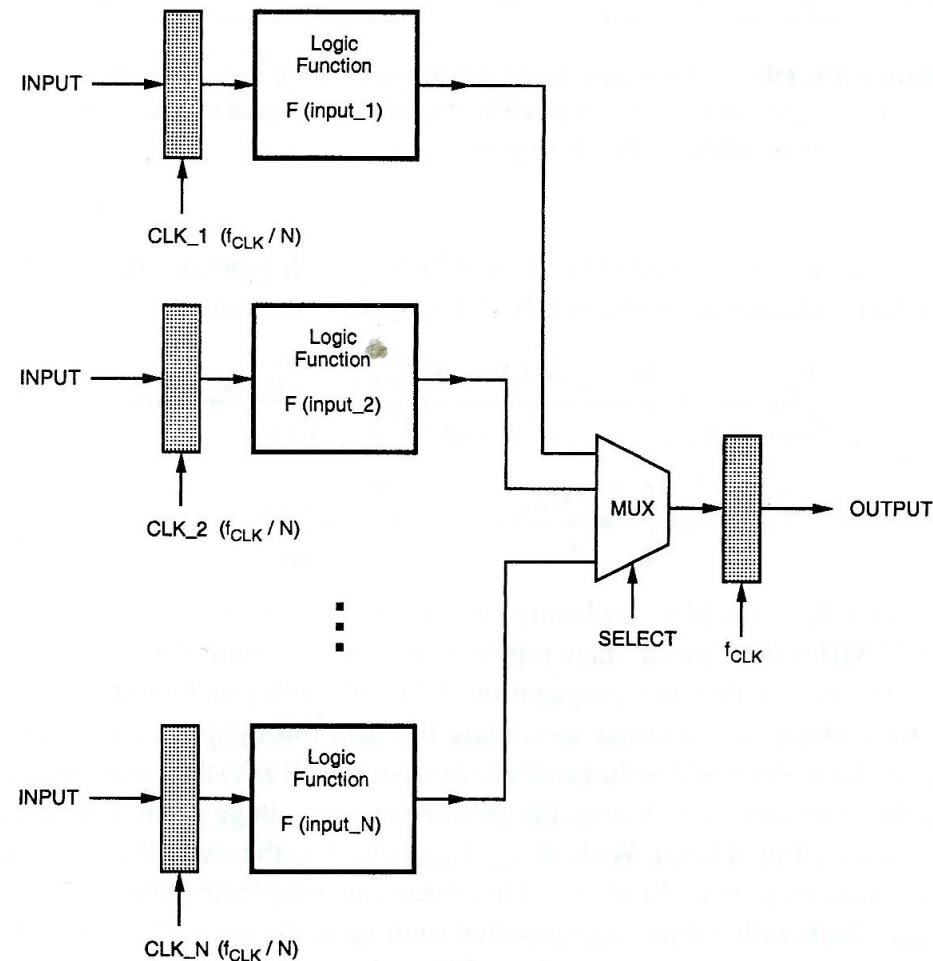 Logic
Function
F (input_1)
INPUT
CLK_1 (fCLK / N)
Logic
Function
F (input_2)
INPUT
CLK_2 (fCLK/N)
MUX
OUTPUT
SELECT
fCLK
Logic
Function
F (input_N)
INPUT
CLK_N (fCLK/N)